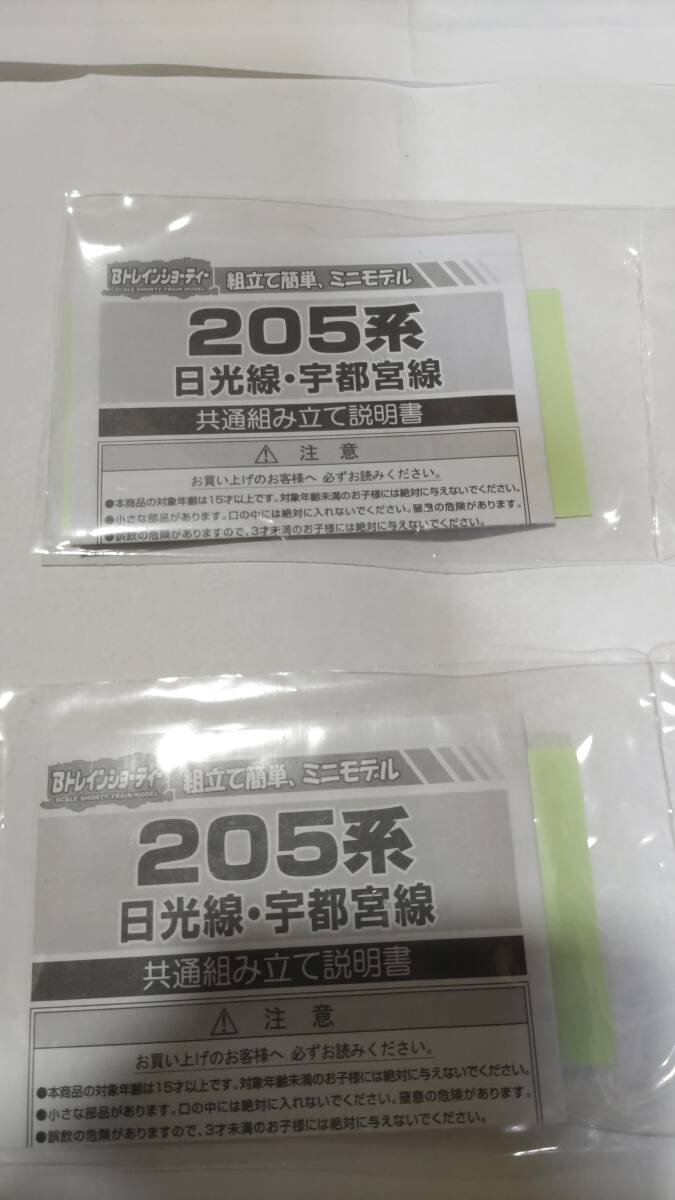 Bトレインショーティー
SCALE SHORTY TRAIN MODEL
組立て簡単、ミニモデル
205系
日光線・宇都宮線
共通組み立て説明書
⚠ 注 意
お買い上げのお客様へ 必ずお読みください。
●本商品の対象年齢は15才以上です。対象年齢未満のお子様には絶対に与えないでください。
●小さな部品があります。口の中には絶対に入れないでください。窒息の危険があります。
●誤飲の危険がありますので、3才未満のお子様には絶対に与えないでください。
Bトレインショーティー
SCALE SHORTY TRAIN MODEL
組立て簡単、ミニモデル
205系
日光線・宇都宮線
共通組み立て説明書
⚠ 注 意
お買い上げのお客様へ 必ずお読みください。
●本商品の対象年齢は15才以上です。対象年齢未満のお子様には絶対に与えないでください。
●小さな部品があります。口の中には絶対に入れないでください。窒息の危険があります。
●誤飲の危険がありますので、3才未満のお子様には絶対に与えないでください。